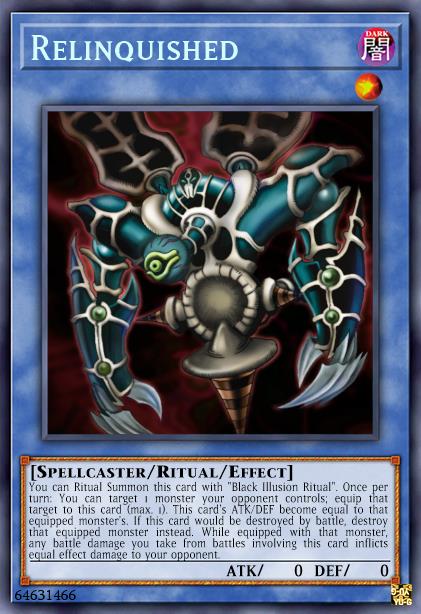 Relinquished
DARK
闇
[Spellcaster/Ritual/Effect]
You can Ritual Summon this card with "Black Illusion Ritual". Once per
turn: You can target 1 monster your opponent controls; equip that
target to this card (max. 1). This card's ATK/DEF become equal to that
equipped monster's. If this card would be destroyed by battle, destroy
that equipped monster instead. While equipped with that monster,
any battle damage you take from battles involving this card inflicts
equal effect damage to your opponent.
ATK/ 0 DEF/ 0
64631466